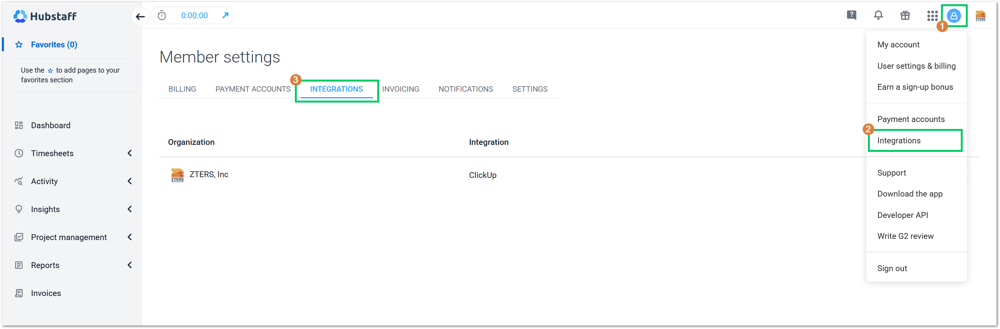 Hubstaff
0:00:00
?
ZTERS
1
Favorites (0)
Use the to add pages to your
favorites section
Dashboard
Timesheets
Activity
Insights
Project management
Reports
Invoices
Member settings
3
BILLING PAYMENT ACCOUNTS INTEGRATIONS INVOICING NOTIFICATIONS SETTINGS
Organization Integration
ZTERS
ZTERS, Inc ClickUp
My account
User settings & billing
Earn a sign-up bonus
Payment accounts
2
Integrations
Support
Download the app
Developer API
Write G2 review
Sign out